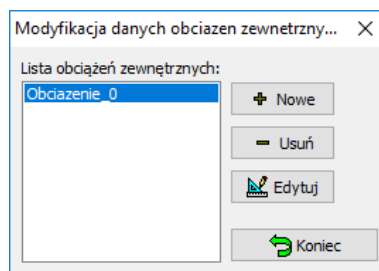 Modyfikacja danych obciazen zewnetrzny...
Lista obciążeń zewnętrznych:
Obciazenie_0
Nowe
Usuń
Edytuj
Koniec